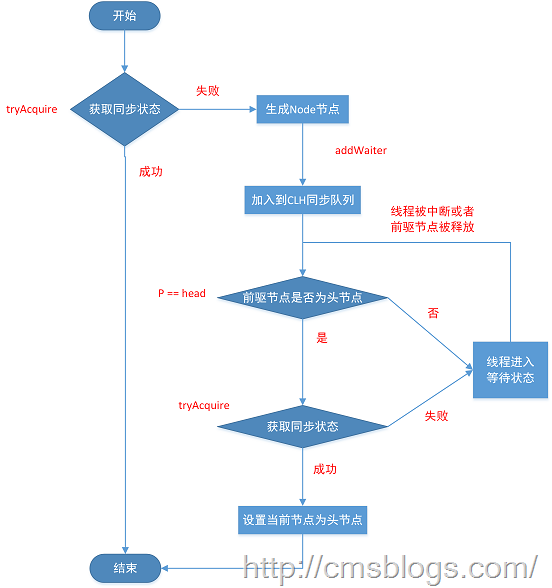 开始
tryAcquire
获取同步状态
失败
生成Node节点
addWaiter
成功
加入到CLH同步队列
线程被中断或者
前驱节点被释放
P == head
前驱节点是否为头节点
否
是
线程进入
等待状态
tryAcquire
获取同步状态
失败
成功
设置当前节点为头节点
结束
http://cmsblogs.com/